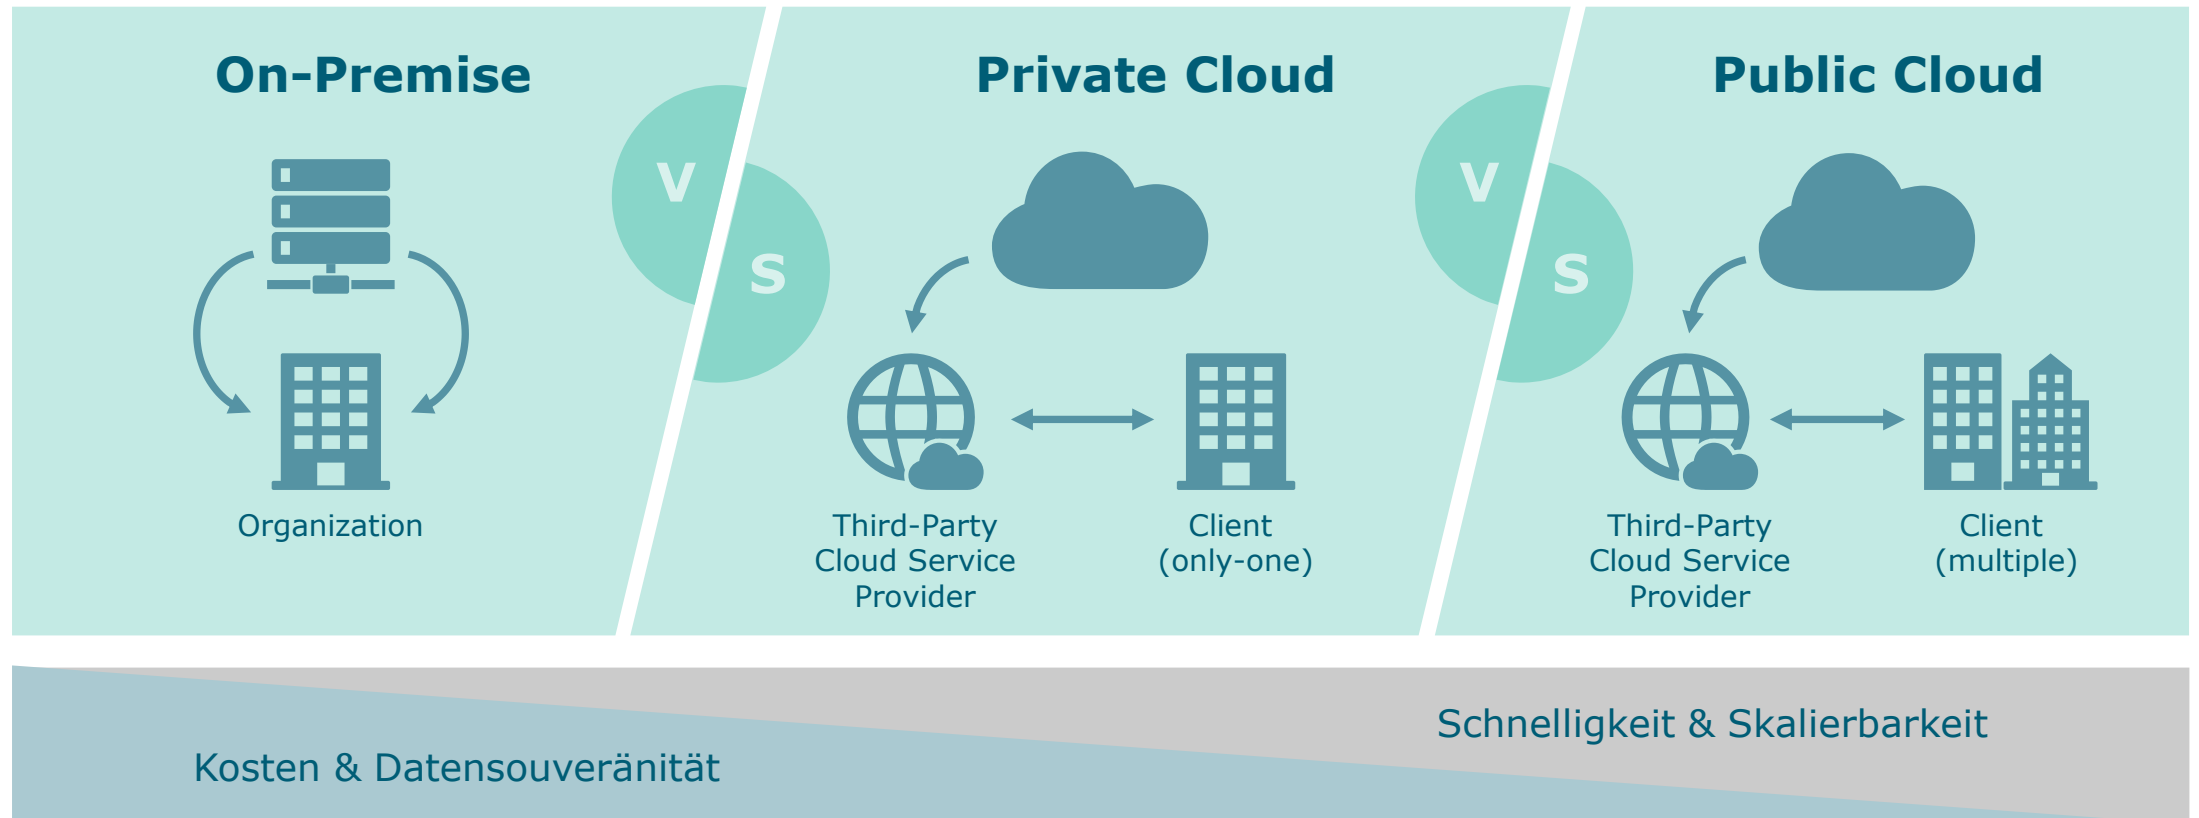 On-Premise
V
S
Private Cloud
V
S
Public Cloud
Organization
Third-Party
Cloud Service
Provider
Client
(only-one)
Third-Party
Cloud Service
Provider
Client
(multiple)
Schnelligkeit & Skalierbarkeit
Kosten & Datensouveränität